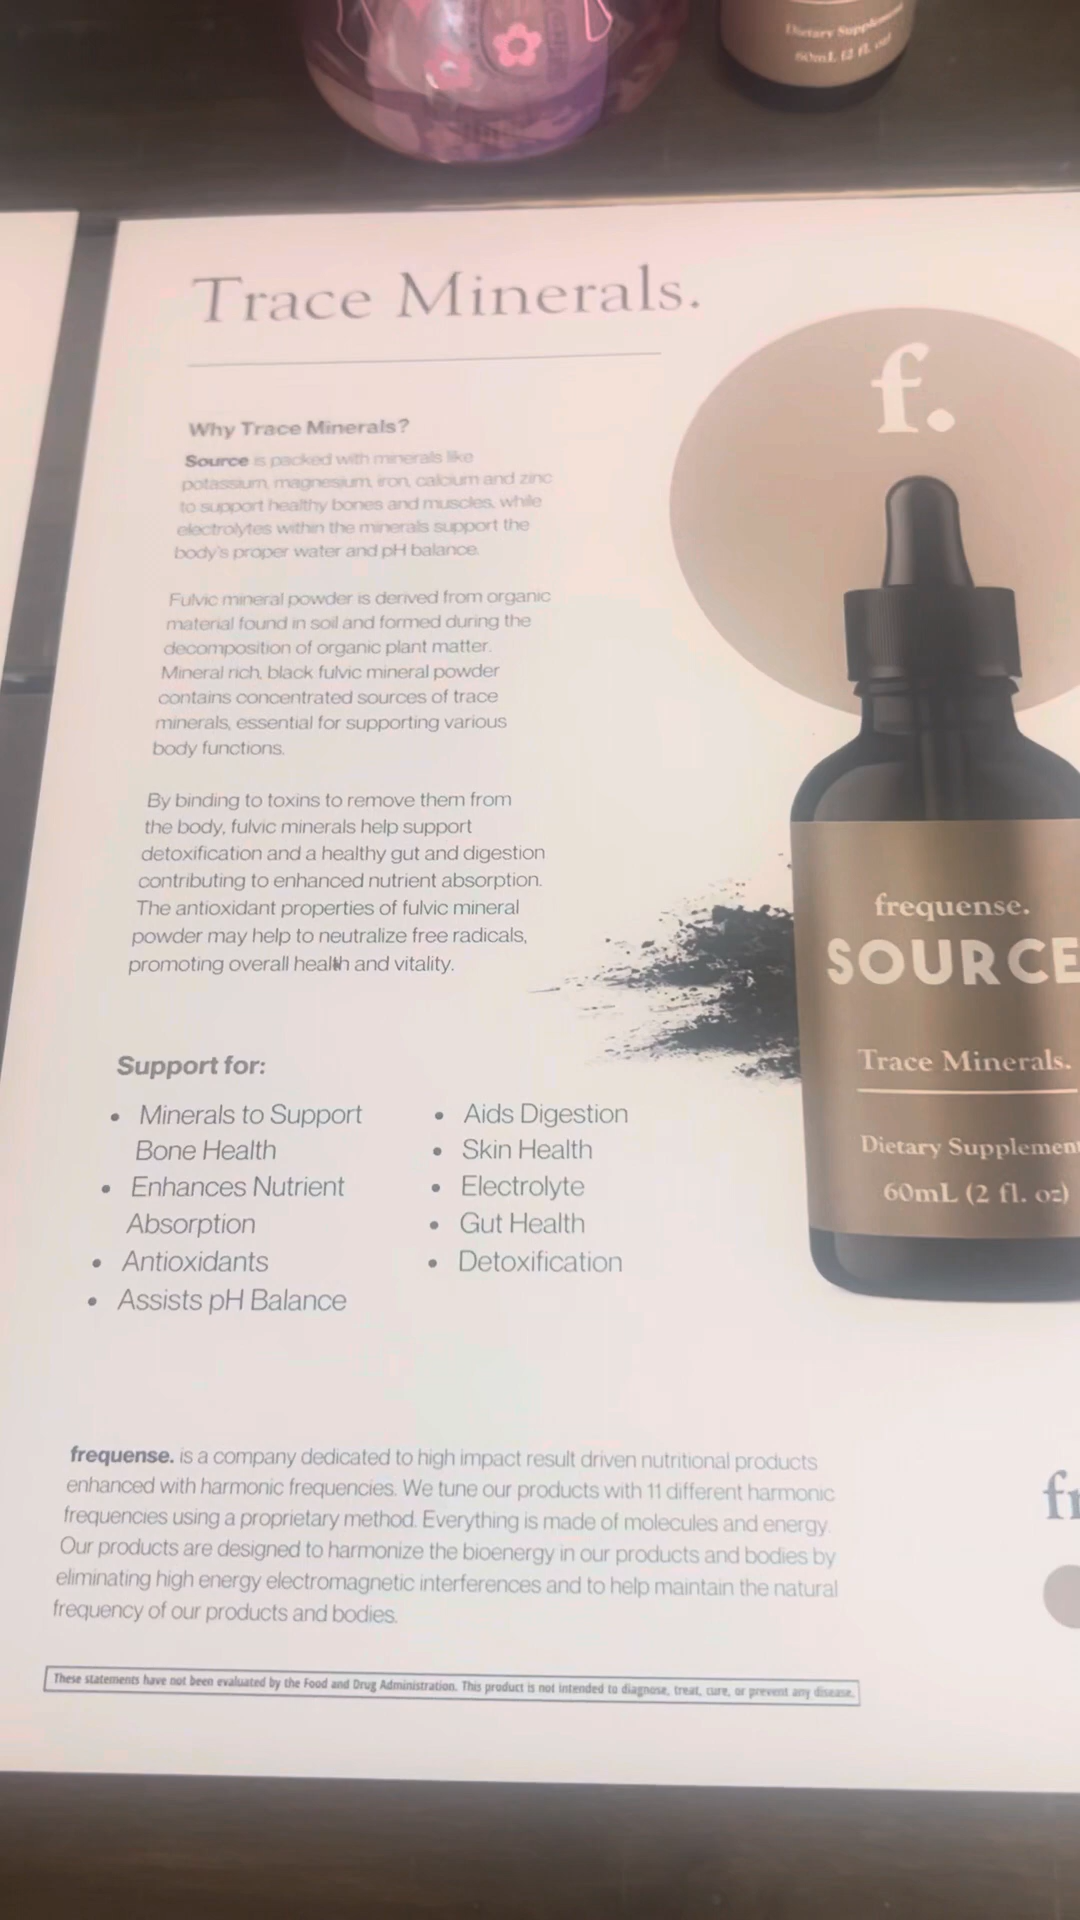 Dietary Supplement
60mL (2 fl. oz)
Trace Minerals.
f.
Why Trace Minerals?
Source is packed with minerals like
potassium, magnesium, iron, calcium and zinc
to support healthy bones and muscles, while
electrolytes within the minerals support the
body's proper water and pH balance.
Fulvic mineral powder is derived from organic
material found in soil and formed during the
decomposition of organic plant matter.
Mineral rich, black fulvic mineral powder
contains concentrated sources of trace
minerals, essential for supporting various
body functions.
By binding to toxins to remove them from
the body, fulvic minerals help support
detoxification and a healthy gut and digestion
contributing to enhanced nutrient absorption.
The antioxidant properties of fulvic mineral
powder may help to neutralize free radicals,
promoting overall health and vitality.
frequense.
SOURCE
Trace Minerals.
Dietary Supplement
60mL (2 fl. oz)
Support for:
• Minerals to Support
Bone Health
• Enhances Nutrient
Absorption
• Antioxidants
• Assists pH Balance
• Aids Digestion
• Skin Health
• Electrolyte
• Gut Health
• Detoxification
frequense. is a company dedicated to high impact result driven nutritional products
enhanced with harmonic frequencies. We tune our products with 11 different harmonic
frequencies using a proprietary method. Everything is made of molecules and energy.
Our products are designed to harmonize the bioenergy in our products and bodies by
eliminating high energy electromagnetic interferences and to help maintain the natural
frequency of our products and bodies.
fr
These statements have not been evaluated by the Food and Drug Administration. This product is not intended to diagnose, treat, cure, or prevent any disease.